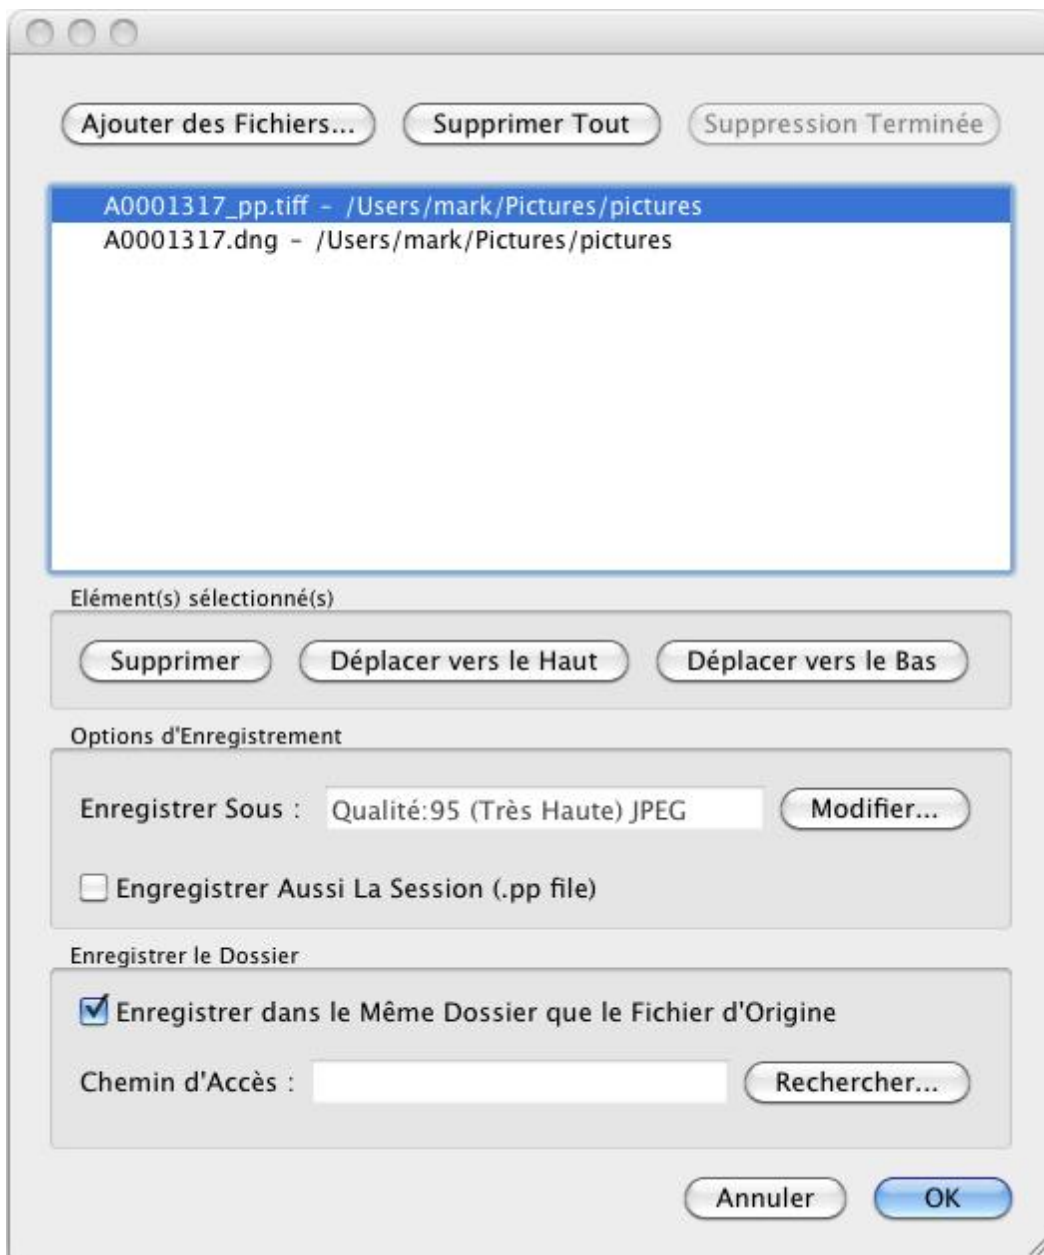 Ajouter des Fichiers... Supprimer Tout Suppression Terminée
A0001317_pp.tiff - /Users/mark/Pictures/pictures
A0001317.dng - /Users/mark/Pictures/pictures
Elément(s) sélectionné(s)
Supprimer Déplacer vers le Haut Déplacer vers le Bas
Options d'Enregistrement
Enregistrer Sous : Qualité:95 (Très Haute) JPEG Modifier...
Engregistrer Aussi La Session (.pp file)
Enregistrer le Dossier
Enregistrer dans le Même Dossier que le Fichier d'Origine
Chemin d'Accès : Rechercher...
Annuler OK